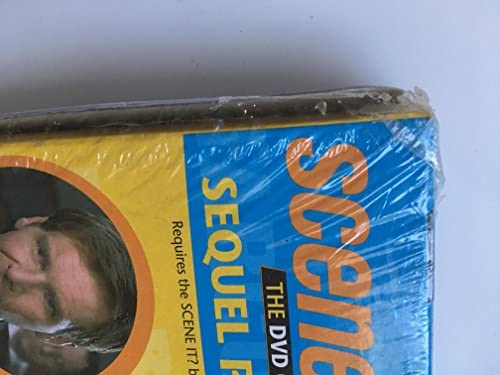 scene
THE DVD
SEQUEL
Requires the SCENE IT?